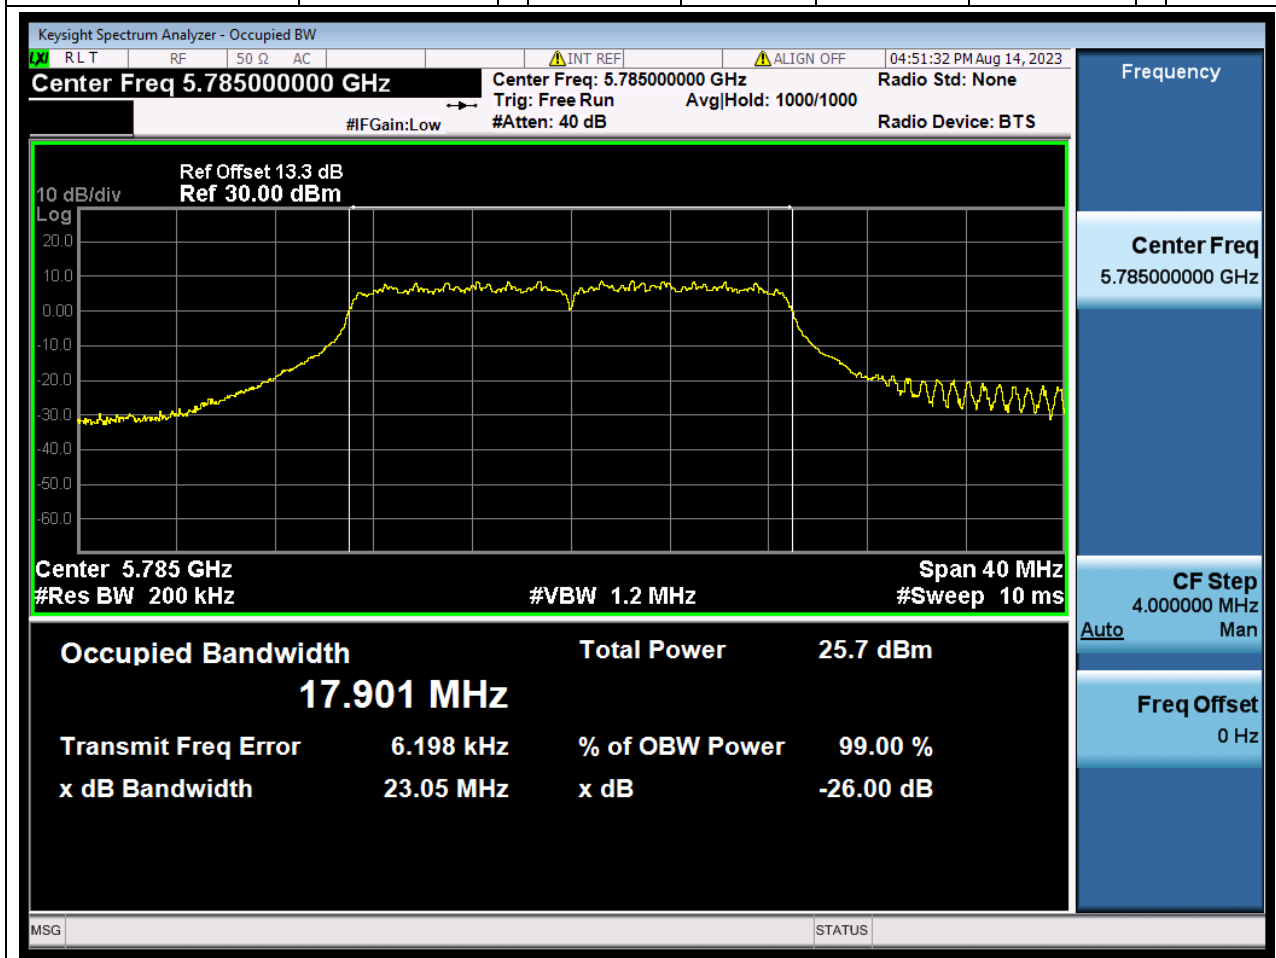 Keysight Spectrum Analyzer - Occupied BW
LXI RLT RF 50 Ω AC INT REF ALIGN OFF 04:51:32 PM Aug 14, 2023
Center Freq 5.785000000 GHz
Center Freq: 5.785000000 GHz Radio Std: None
Trig: Free Run Avg|Hold: 1000/1000
#IFGain:Low #Atten: 40 dB Radio Device: BTS
Ref Offset 13.3 dB
10 dB/div Ref 30.00 dBm
Log
20.0
10.0
0.00
-10.0
-20.0
-30.0
-40.0
-50.0
-60.0
Center 5.785 GHz Span 40 MHz
#Res BW 200 kHz #VBW 1.2 MHz #Sweep 10 ms
Occupied Bandwidth Total Power 25.7 dBm
17.901 MHz
Transmit Freq Error 6.198 kHz % of OBW Power 99.00 %
x dB Bandwidth 23.05 MHz x dB -26.00 dB
MSG STATUS
Frequency
Center Freq
5.785000000 GHz
CF Step
4.000000 MHz
Auto Man
Freq Offset
0 Hz